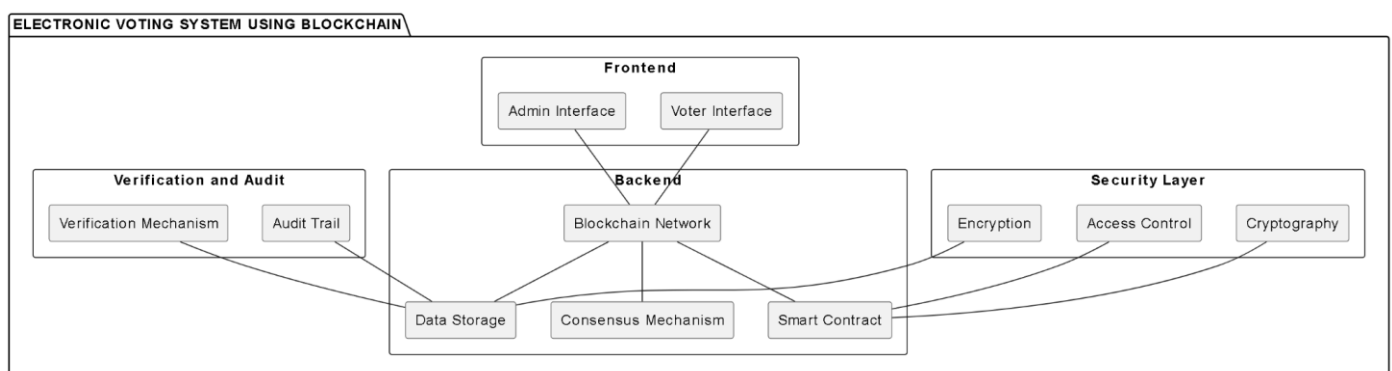 ELECTRONIC VOTING SYSTEM USING BLOCKCHAIN
Frontend
Admin Interface
Voter Interface
Verification and Audit
Verification Mechanism
Audit Trail
Backend
Blockchain Network
Data Storage
Consensus Mechanism
Smart Contract
Security Layer
Encryption
Access Control
Cryptography